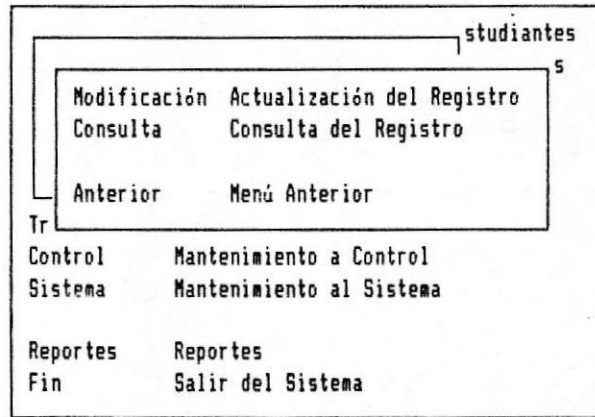 studiantes
s
Modificación Actualización del Registro
Consulta Consulta del Registro
Anterior Menú Anterior
Tr
Control Mantenimiento a Control
Sistema Mantenimiento al Sistema
Reportes Reportes
Fin Salir del Sistema